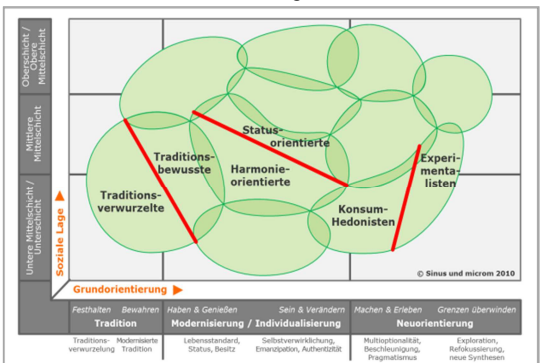 Oberschicht /
Obere
Mittelschicht
Mittlere
Mittelschicht
Untere Mittelschicht /
Unterschicht
Soziale Lage
Status-
orientierte
Traditions-
bewusste
Harmonie-
orientierte
Experi-
menta-
listen
Traditions-
verwurzelte
Konsum-
Hedonisten
© Sinus und microm 2010
Grundorientierung
Festhalten Bewahren Haben & Genießen Sein & Verändern Machen & Erleben Grenzen überwinden
Tradition Modernisierung / Individualisierung Neuorientierung
Traditions- Modernisierte Lebensstandard, Selbstverwirklichung, Multioptionalität, Exploration,
verwurzelung Tradition Status, Besitz Emanzipation, Authentizität Beschleunigung, Refokussierung,
Pragmatismus neue Synthesen